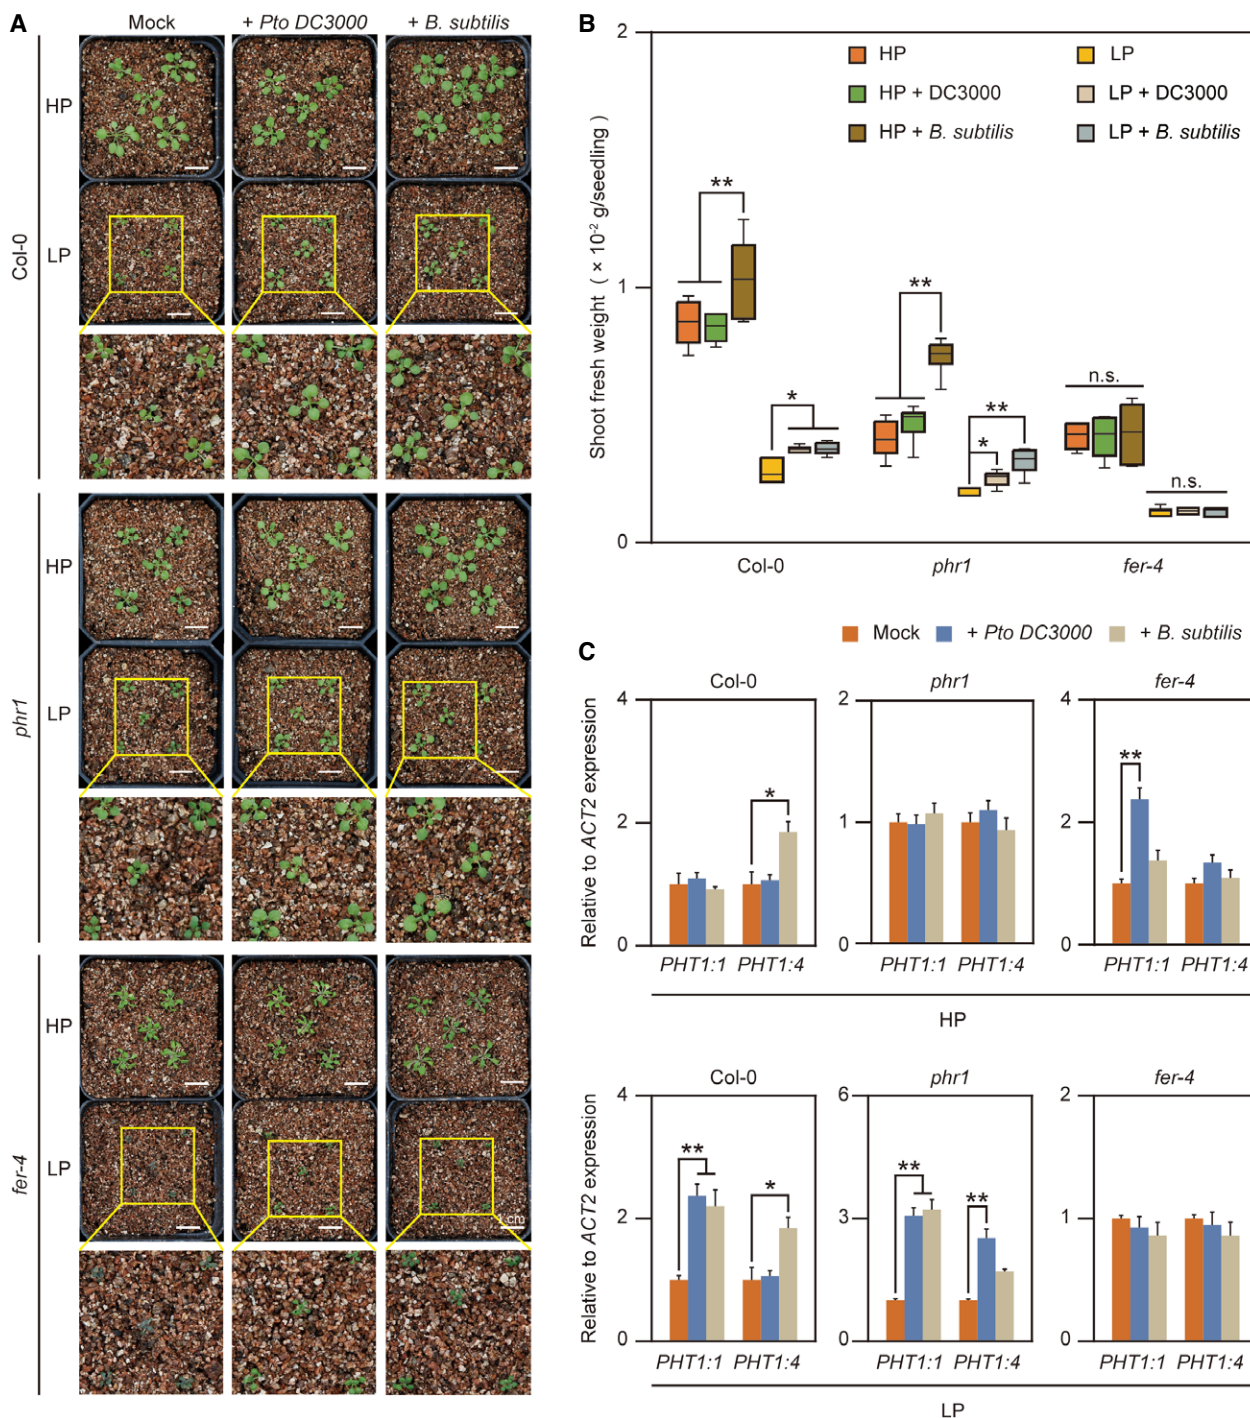 A
Mock
+ Pto DC3000
+ B. subtilis
Col-0
HP
LP
phr1
HP
LP
fer-4
HP
LP
1 cm
B
Shoot fresh weight ( × 10⁻² g/seedling )
2
1
0
HP
LP
HP + DC3000
LP + DC3000
HP + B. subtilis
LP + B. subtilis
**
*
**
*
**
n.s.
n.s.
Col-0
phr1
fer-4
C
Mock
+ Pto DC3000
+ B. subtilis
Col-0
phr1
fer-4
Relative to ACT2 expression
4
2
0
*
PHT1:1 PHT1:4
2
1
0
PHT1:1 PHT1:4
4
2
0
**
PHT1:1 PHT1:4
HP
Col-0
phr1
fer-4
Relative to ACT2 expression
4
2
0
**
*
PHT1:1 PHT1:4
6
3
0
**
**
PHT1:1 PHT1:4
2
1
0
PHT1:1 PHT1:4
LP